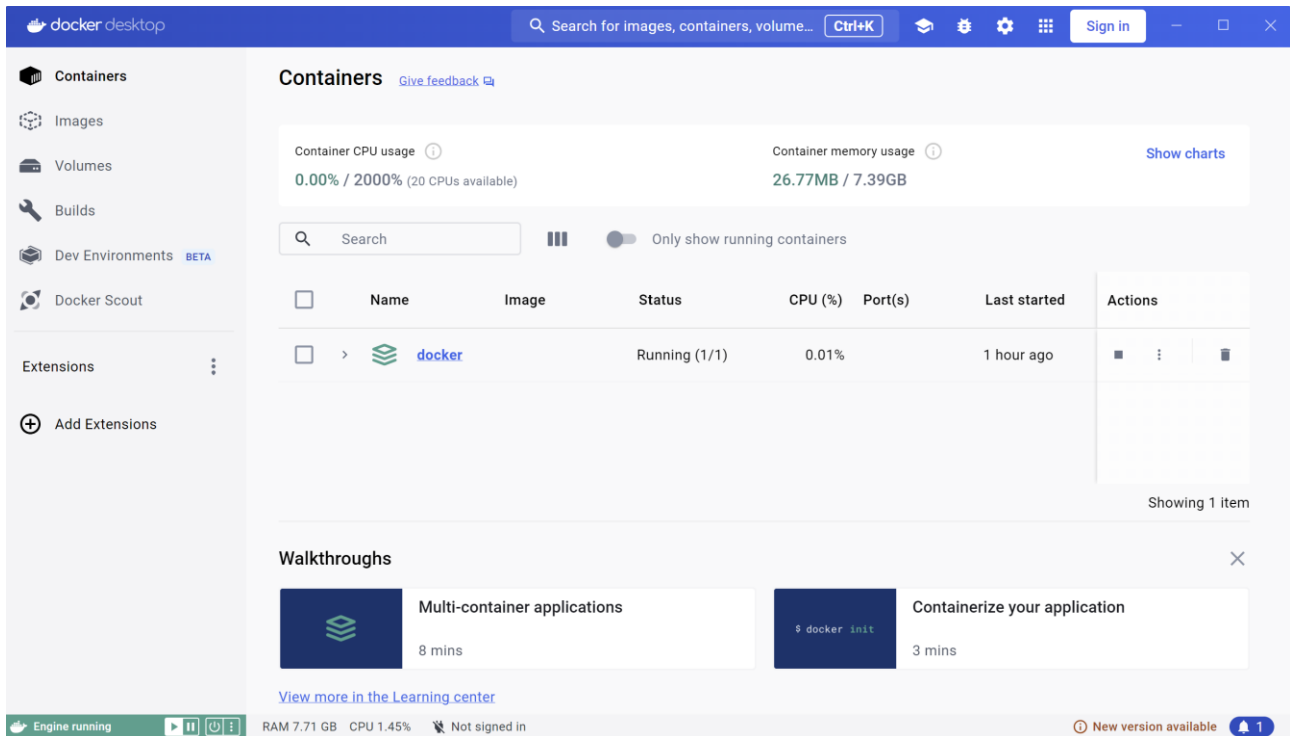 docker desktop
Search for images, containers, volume... Ctrl+K
Sign in
Containers
Images
Volumes
Builds
Dev Environments BETA
Docker Scout
Extensions
Add Extensions
Containers Give feedback
Container CPU usage
0.00% / 2000% (20 CPUs available)
Container memory usage
26.77MB / 7.39GB
Show charts
Search
Only show running containers
Name Image Status CPU (%) Port(s) Last started Actions
docker Running (1/1) 0.01% 1 hour ago
Showing 1 item
Walkthroughs
Multi-container applications
8 mins
$ docker init
Containerize your application
3 mins
View more in the Learning center
Engine running RAM 7.71 GB CPU 1.45% Not signed in New version available 1